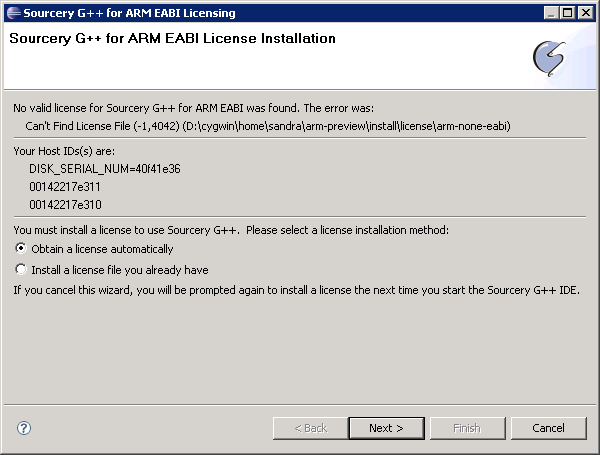 Sourcery G++ for ARM EABI Licensing
Sourcery G++ for ARM EABI License Installation
No valid license for Sourcery G++ for ARM EABI was found. The error was:
Can't Find License File (-1,4042) (D:\cygwin\home\sandra\arm-preview\install\license\arm-none-eabi)
Your Host IDs(s) are:
DISK_SERIAL_NUM=40f41e36
00142217e311
00142217e310
You must install a license to use Sourcery G++. Please select a license installation method:
Obtain a license automatically
Install a license file you already have
If you cancel this wizard, you will be prompted again to install a license the next time you start the Sourcery G++ IDE.
?
< Back
Next >
Finish
Cancel